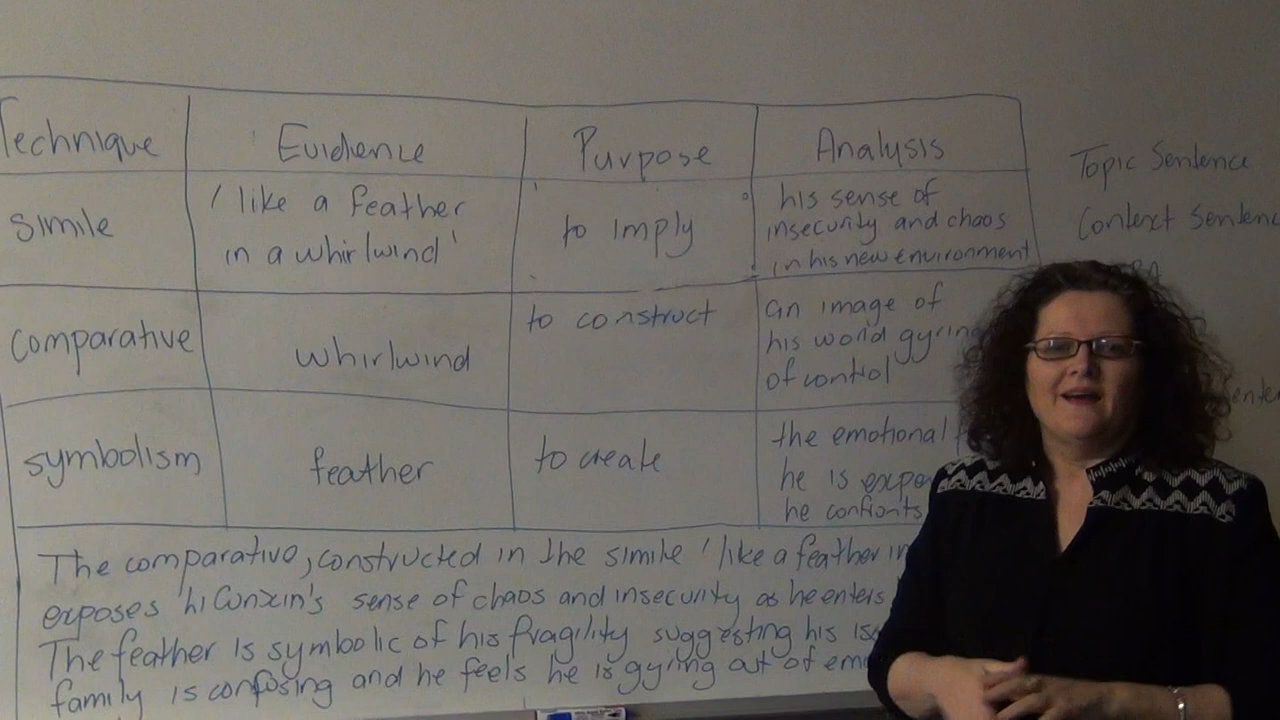 Technique Evidence Purpose Analysis
simile 'like a feather in a whirlwind' to imply his sense of insecurity and chaos in his new environment
comparative whirlwind to construct an image of his world gyring of control
symbolism feather to create the emotional
he is
he confronts
The comparative, constructed in the simile 'like a feather in
exposes 'hi Cunxin's sense of chaos and insecurity as he enters
The feather is symbolic of his fragility suggesting his
family is confusing and he feels he is gyring out of
Topic Sentence
Context